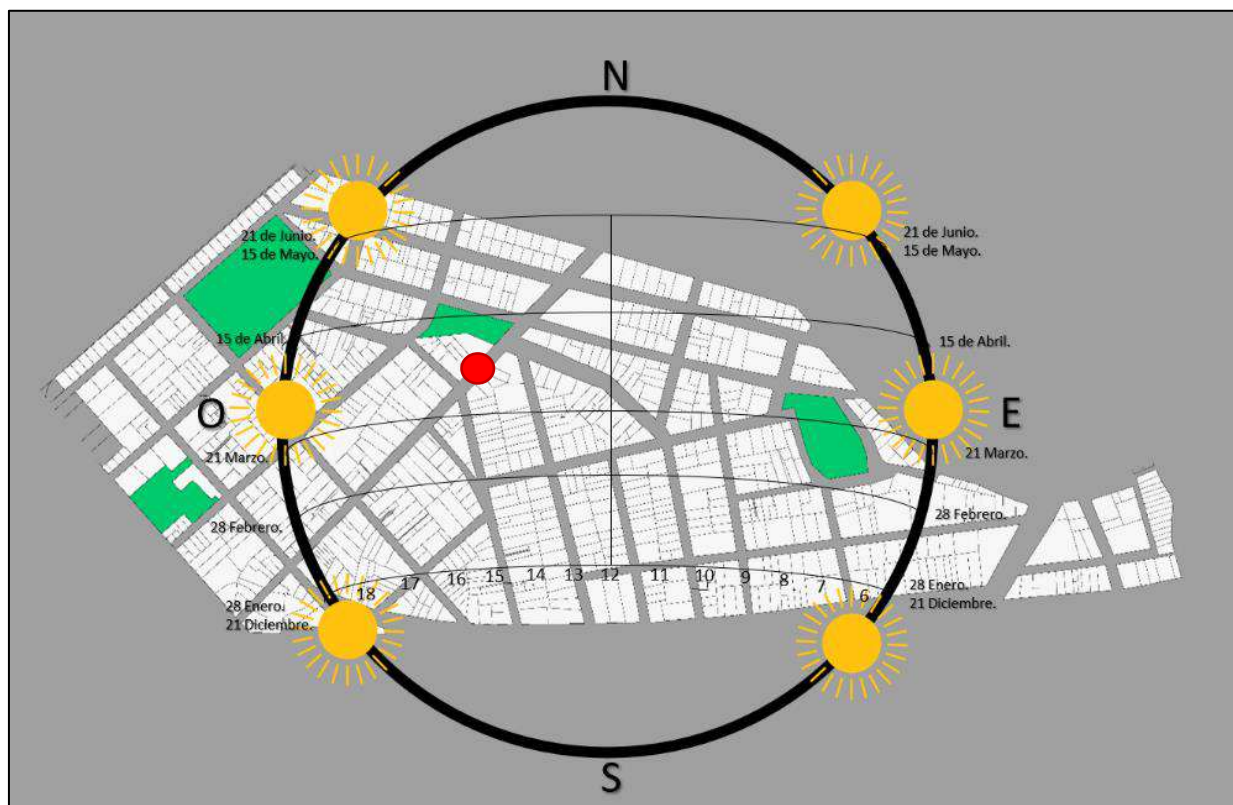 N
21 de Junio.
15 de Mayo.
21 de Junio.
15 de Mayo.
15 de Abril.
15 de Abril.
O
E
21 Marzo.
21 Marzo.
28 Febrero.
28 Febrero.
18 17 16 15 14 13 12 11 10 9 8 7 6
28 Enero.
21 Diciembre.
28 Enero.
21 Diciembre.
S